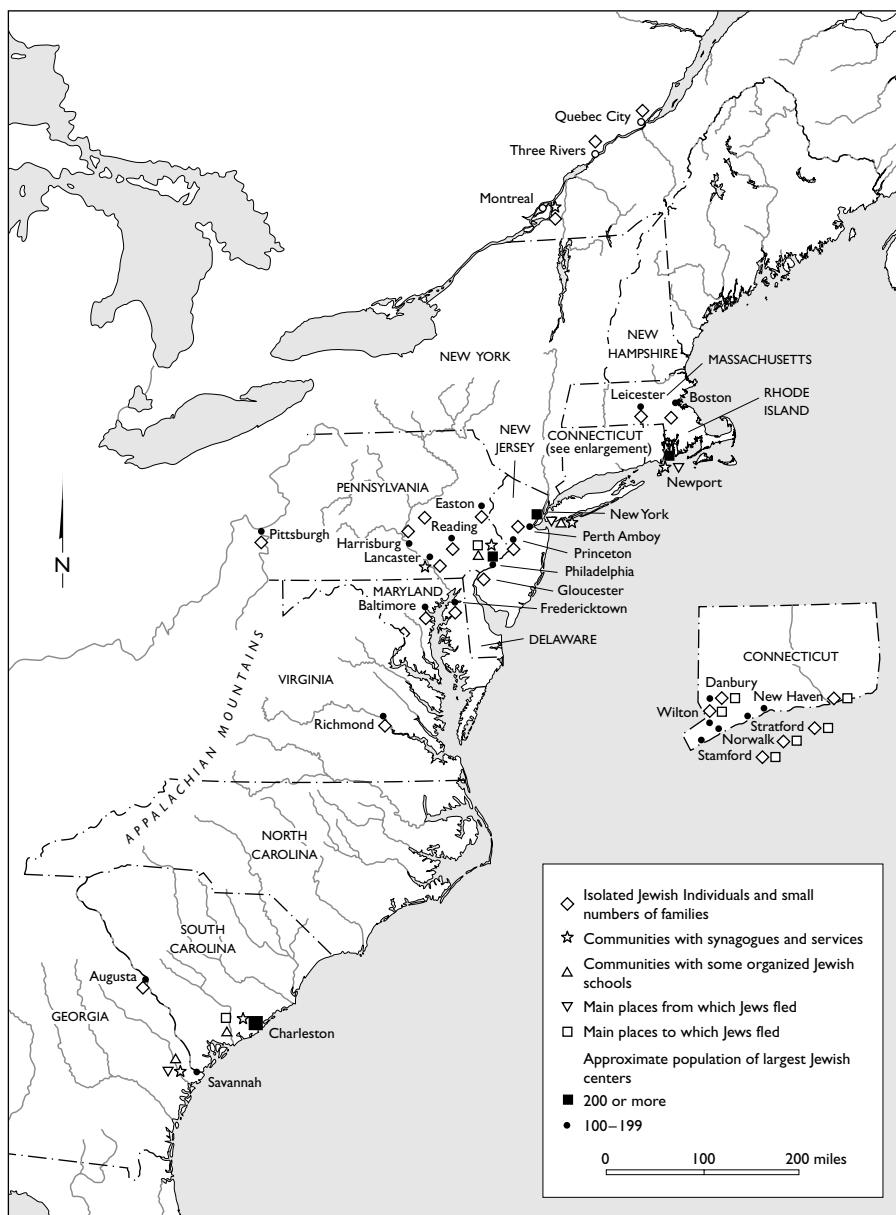 Quebec City
Three Rivers
Montreal
NEW YORK
NEW
HAMPSHIRE
MASSACHUSETTS
Leicester
Boston
RHODE
ISLAND
NEW
JERSEY
CONNECTICUT
(see enlargement)
Newport
PENNSYLVANIA
Easton
Reading
New York
Pittsburgh
Harrisburg
Perth Amboy
Lancaster
Princeton
Philadelphia
N
Gloucester
MARYLAND
Baltimore
Fredericktown
DELAWARE
APPALACHIAN MOUNTAINS
VIRGINIA
Richmond
CONNECTICUT
Danbury
New Haven
Wilton
Stratford
Norwalk
Stamford
NORTH
CAROLINA
SOUTH
CAROLINA
Augusta
GEORGIA
Charleston
Savannah
Isolated Jewish Individuals and small
numbers of families
Communities with synagogues and services
Communities with some organized Jewish
schools
Main places from which Jews fled
Main places to which Jews fled
Approximate population of largest Jewish
centers
200 or more
100–199
0 100 200 miles